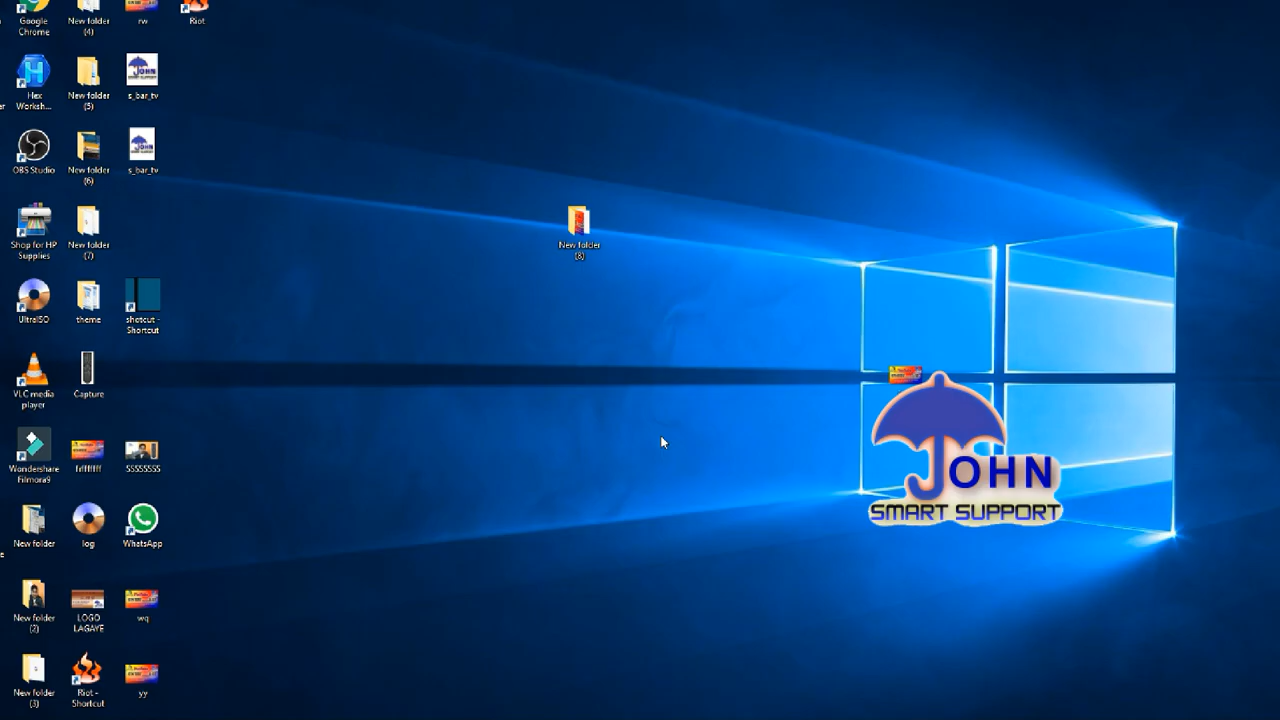 Google
Chrome
New folder
(4)
rw
Riot
Hex
Worksh...
New folder
(5)
s_bar_tv
OBS Studio
New folder
(6)
s_bar_tv
Shop for HP
Supplies
New folder
(7)
New folder
(8)
UltraISO
theme
shotcut -
Shortcut
VLC media
player
Capture
Wondershare
Filmora9
SSSSSSSS
New folder
log
WhatsApp
New folder
(2)
LOGO
LAGAYE
wq
New folder
(3)
Riot -
Shortcut
yy
JOHN
SMART SUPPORT